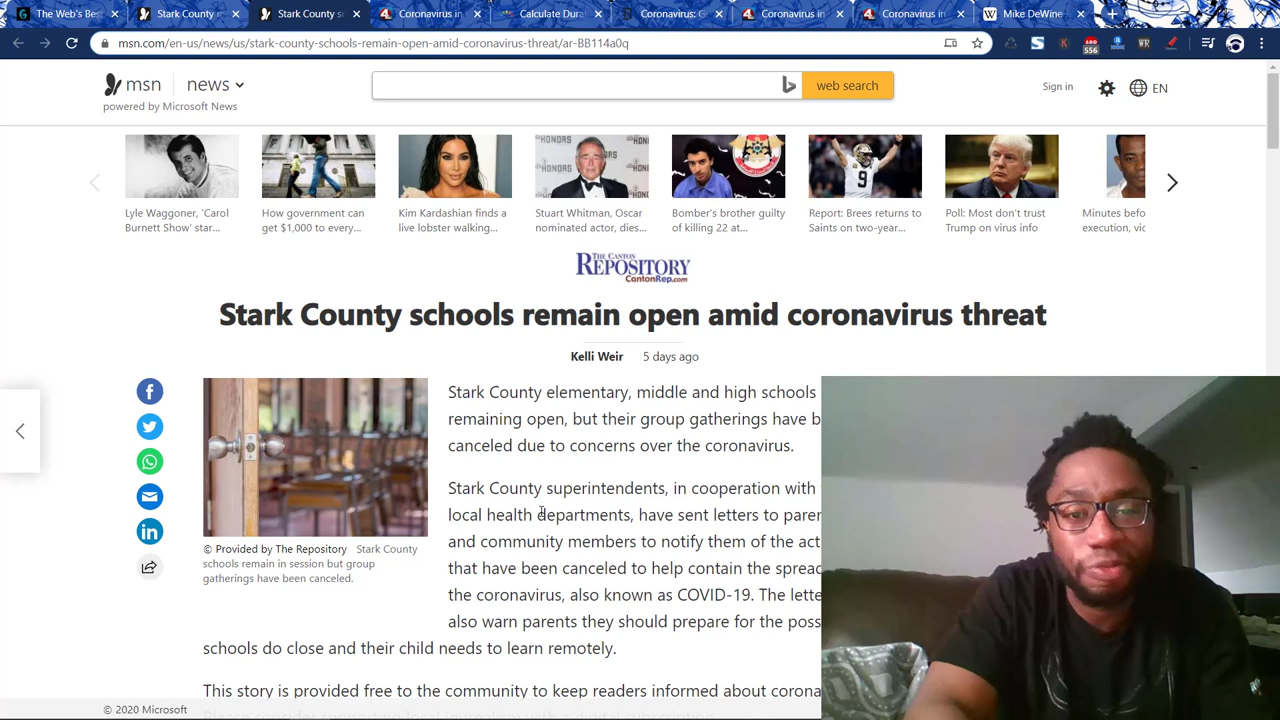 The Web's Bes
Stark County r
Stark County sc
Coronavirus in
Calculate Dura
Coronavirus: G
Coronavirus in
Coronavirus in
Mike DeWine
msn.com/en-us/news/us/stark-county-schools-remain-open-amid-coronavirus-threat/ar-BB114a0q
ARD
556
WR
msn news
powered by Microsoft News
web search
Sign in
EN
Lyle Waggoner, 'Carol
Burnett Show' star...
How government can
get $1,000 to every...
Kim Kardashian finds a
live lobster walking...
Stuart Whitman, Oscar
nominated actor, dies...
Bomber's brother guilty
of killing 22 at...
Report: Brees returns to
Saints on two-year...
Poll: Most don't trust
Trump on virus info
Minutes befo
execution, vic
THE CANTON
REPOSITORY
CantonRep.com
Stark County schools remain open amid coronavirus threat
Kelli Weir 5 days ago
Stark County elementary, middle and high schools
remaining open, but their group gatherings have b
canceled due to concerns over the coronavirus.
Stark County superintendents, in cooperation with
local health departments, have sent letters to paren
and community members to notify them of the act
that have been canceled to help contain the spread
the coronavirus, also known as COVID-19. The lette
also warn parents they should prepare for the poss
schools do close and their child needs to learn remotely.
© Provided by The Repository Stark County
schools remain in session but group
gatherings have been canceled.
This story is provided free to the community to keep readers informed about corona
© 2020 Microsoft